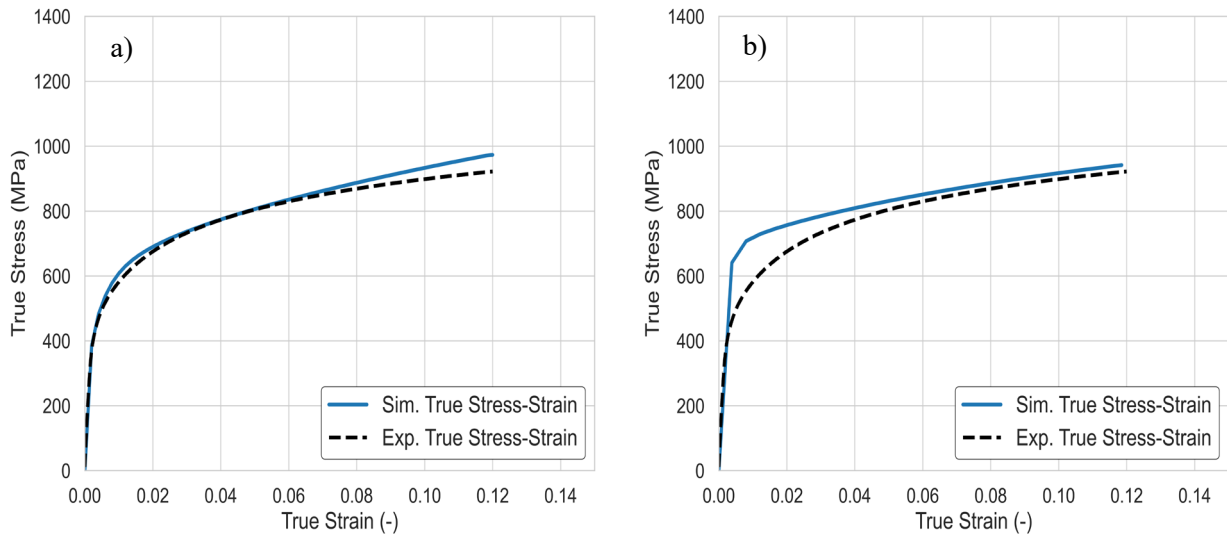 a)
True Stress (MPa)
1400
1200
1000
800
600
400
200
0
Sim. True Stress-Strain
Exp. True Stress-Strain
0.00 0.02 0.04 0.06 0.08 0.10 0.12 0.14
True Strain (-)
b)
True Stress (MPa)
1400
1200
1000
800
600
400
200
0
Sim. True Stress-Strain
Exp. True Stress-Strain
0.00 0.02 0.04 0.06 0.08 0.10 0.12 0.14
True Strain (-)